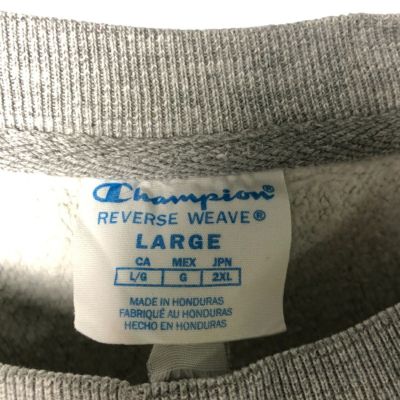 Champion®
REVERSE WEAVE®
LARGE
CA MEX JPN
L/G G 2XL
MADE IN HONDURAS
FABRIQUÉ AU HONDURAS
HECHO EN HONDURAS